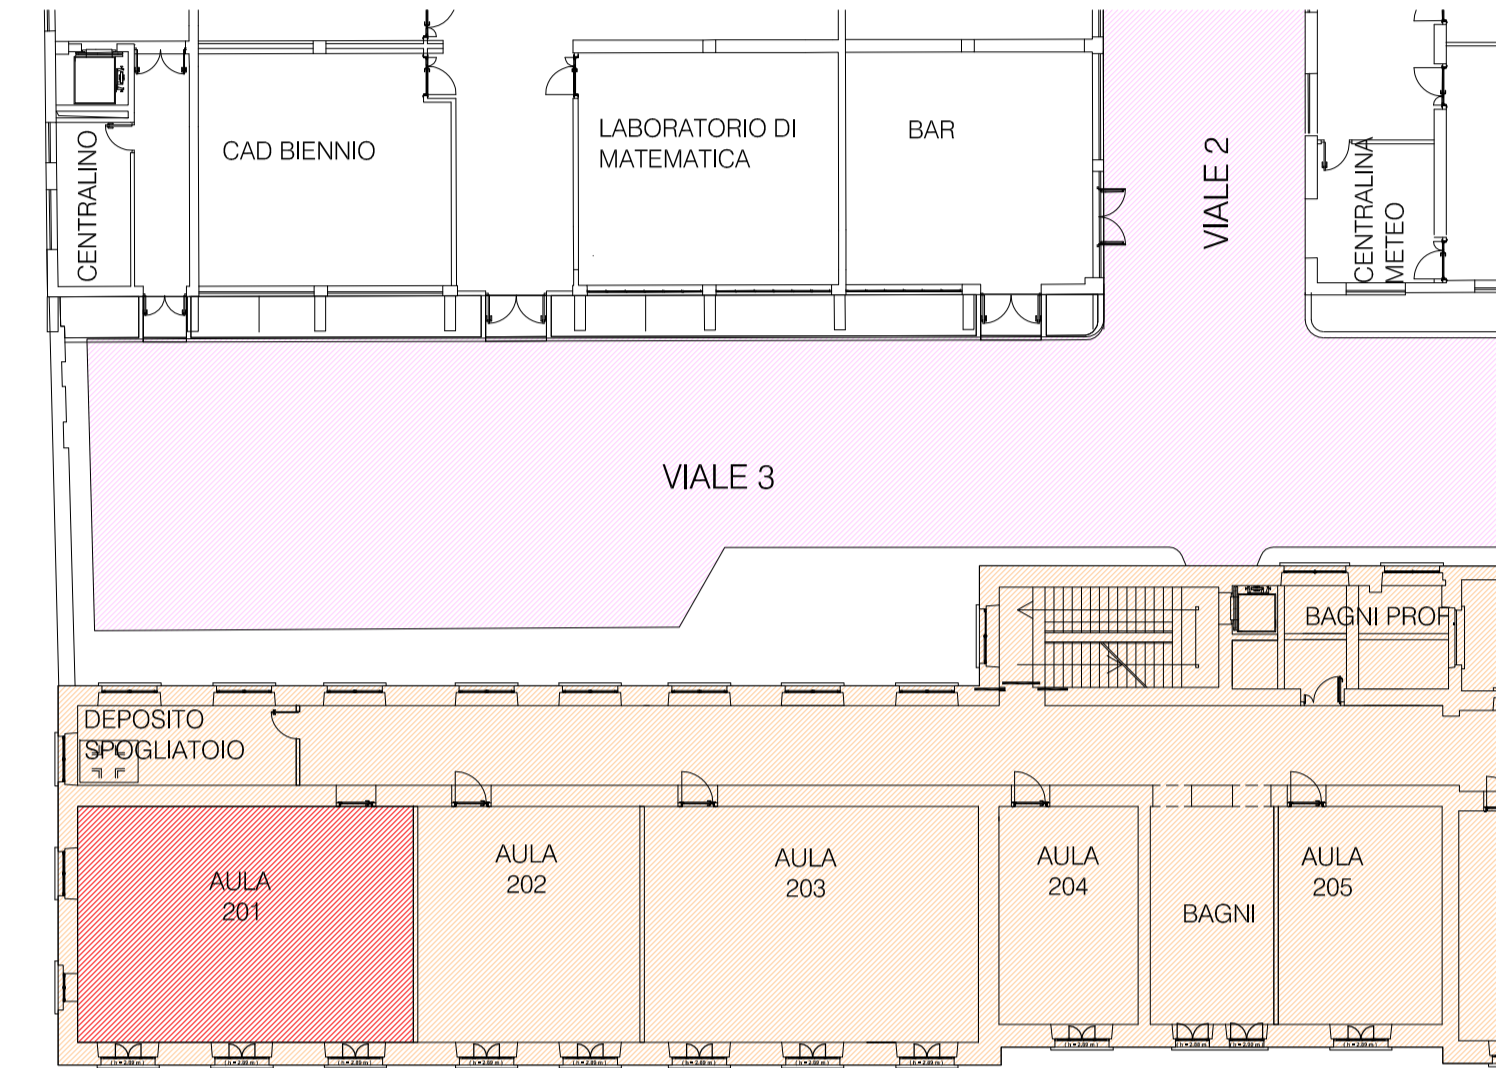 CENTRALINO
CAD BIENNIO
LABORATORIO DI
MATEMATICA
BAR
VIALE 2
CENTRALINA
METEO
VIALE 3
BAGNI PROF
DEPOSITO
SPOGLIATOIO
AULA
201
AULA
202
AULA
203
AULA
204
BAGNI
AULA
205